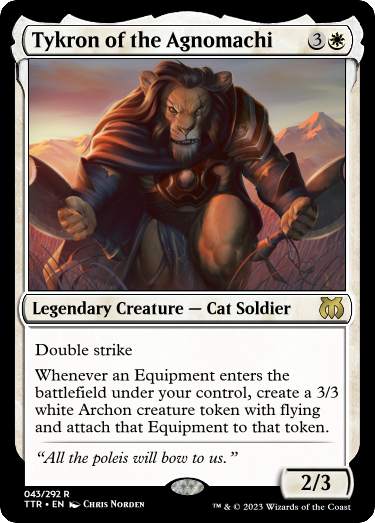 Tykron of the Agnomachi 3
Legendary Creature — Cat Soldier
Double strike
Whenever an Equipment enters the
battlefield under your control, create a 3/3
white Archon creature token with flying
and attach that Equipment to that token.
“All the poleis will bow to us.”
2/3
043/292 R
TTR • EN Chris Norden
™ & © 2023 Wizards of the Coast